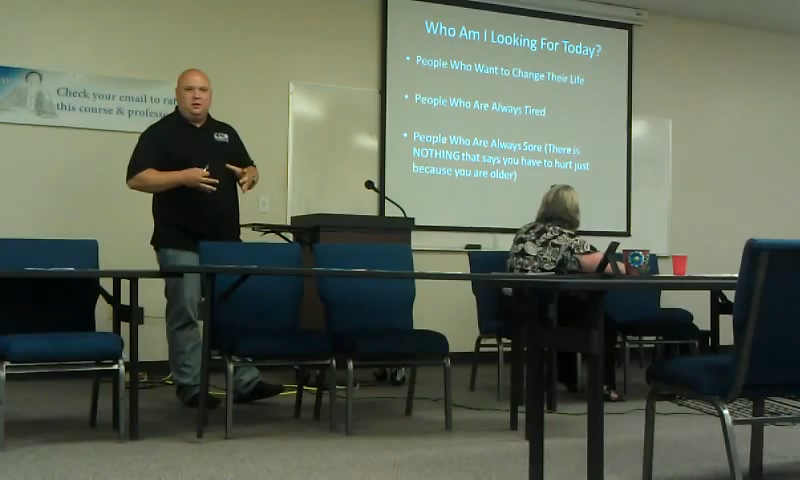 Who Am I Looking For Today?
• People Who Want to Change Their Life
• People Who Are Always Tired
• People Who Are Always Sore (There is
NOTHING that says you have to hurt just
because you are older)
Check your email to
this course &